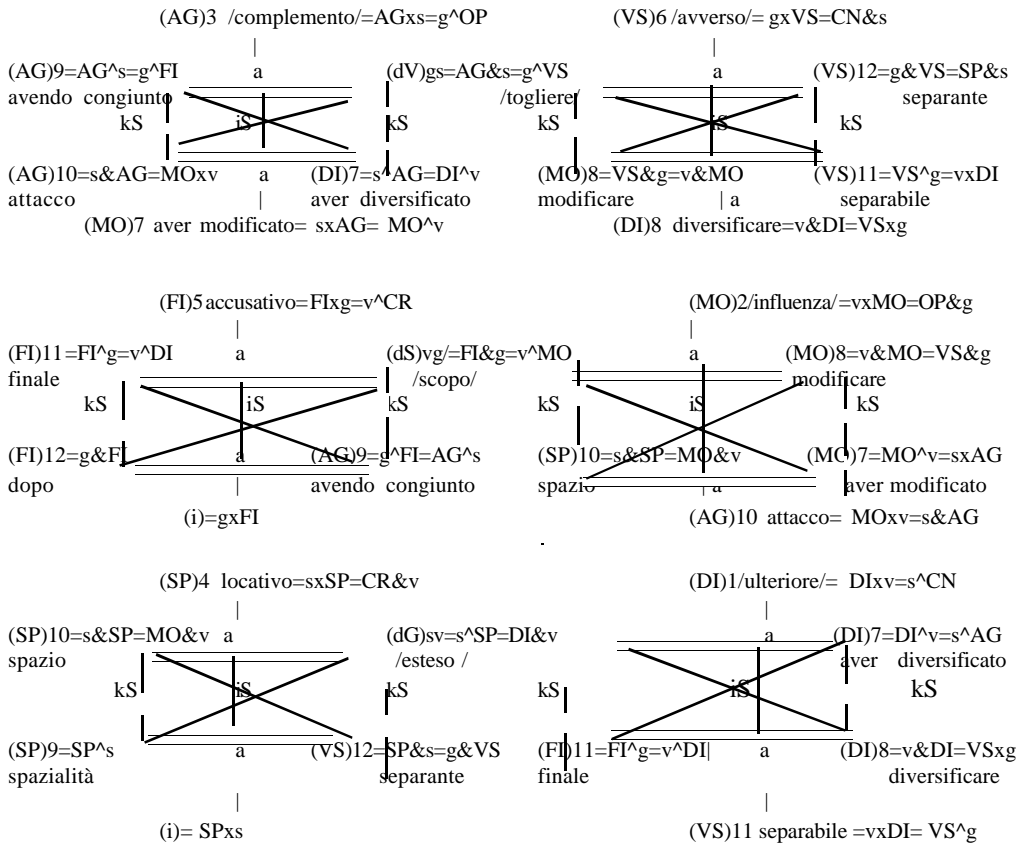 (AG)3 /complemento/=AGxs=g^OP (VS)6 /avverso/= gxVS=CN&s
|
(AG)9=AG^s=g^FI a (dV)gs=AG&s=g^VS a (VS)12=g&VS=SP&s
avendo congiunto /togliere/ separante
kS iS kS kS iS kS
(AG)10=s&AG=MOxv a (DI)7=s^AG=DI^v (MO)8=VS&g=v&MO (VS)11=VS^g=vxDI
attacco | aver diversificato modificare | a separabile
(MO)7 aver modificato= sxAG= MO^v (DI)8 diversificare=v&DI=VSxg
(FI)5 accusativo=FIxg=v^CR (MO)2/influenza/=vxMO=OP&g
| |
(FI)11=FI^g=v^DI a (dS)vg/=FI&g=v^MO a (MO)8=v&MO=VS&g
finale /scopo/ modificare
kS iS kS kS iS kS
(FI)12=g&FI a (AG)9=g^FI=AG^s (SP)10=s&SP=MO&v (MO)7=MO^v=sxAG
dopo | avendo congiunto spazio | a aver modificato
(i)=gxFI (AG)10 attacco= MOxv=s&AG
(SP)4 locativo=sxSP=CR&v (DI)1/ulteriore/= DIxv=s^CN
| |
(SP)10=s&SP=MO&v a (dG)sv=s^SP=DI&v a (DI)7=DI^v=s^AG
spazio /esteso / aver diversificato
kS iS kS kS iS kS
(SP)9=SP^s a (vS)12=SP&s=g&VS (FI)11=FI^g=v^DI| a (DI)8=v&DI=VSxg
spazialità separante finale diversificare
| |
(i)= SPxs (VS)11 separabile =vxDI= VS^g